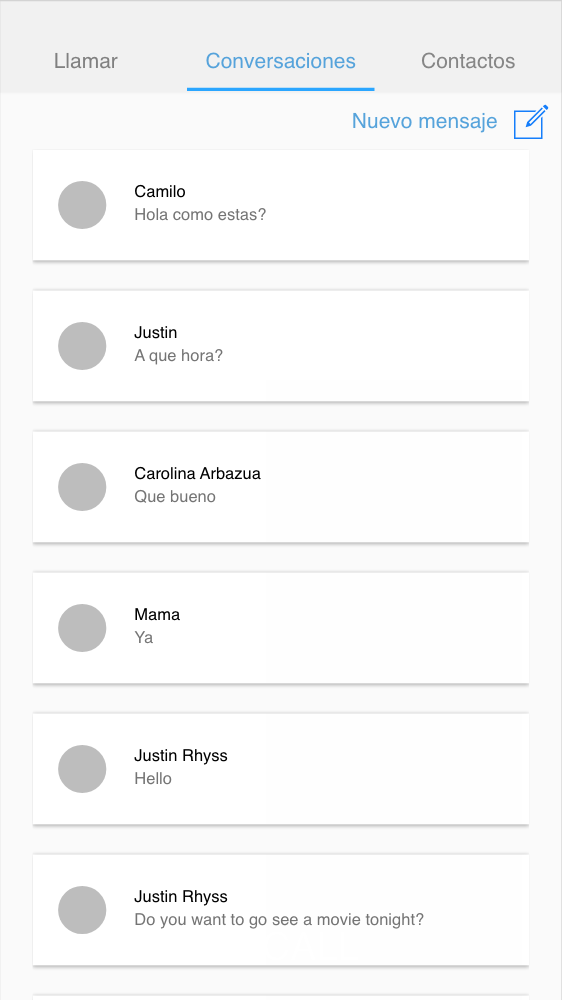 Llamar Conversaciones Contactos
Nuevo mensaje
Camilo
Hola como estas?
Justin
A que hora?
Carolina Arbazua
Que bueno
Mama
Ya
Justin Rhyss
Hello
Justin Rhyss
Do you want to go see a movie tonight?